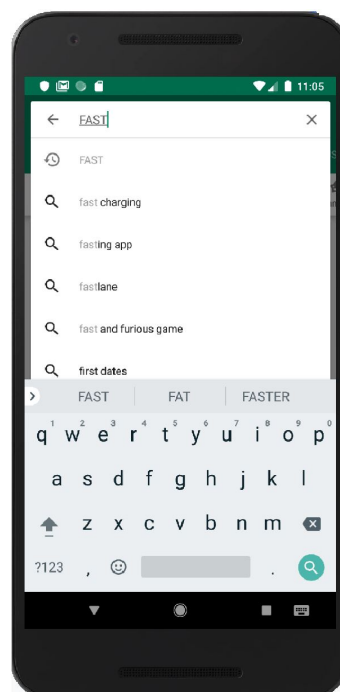 11:05
FAST
FAST
fast charging
fasting app
fastlane
fast and furious game
first dates
FAST FAT FASTER
1 2 3 4 5 6 7 8 9 0
q w e r t y u i o p
a s d f g h j k l
z x c v b n m
?123 , .